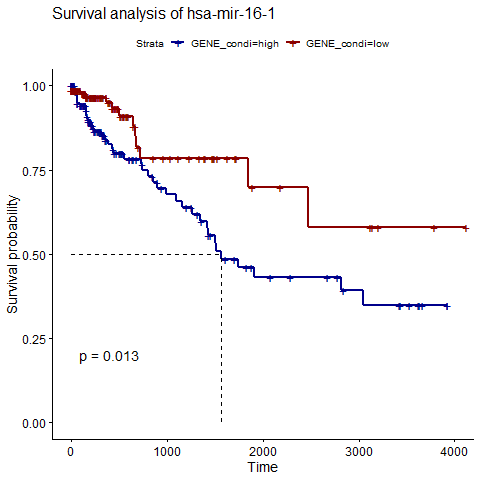 Survival analysis of hsa-mir-16-1
Strata GENE_condi=high GENE_condi=low
Survival probability
1.00
0.75
0.50
0.25
0.00
p = 0.013
0 1000 2000 3000 4000
Time